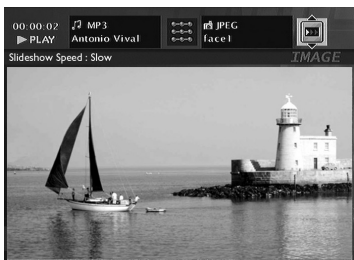 00:00:02 MP3 JPEG
PLAY Antonio Vival face1
Slideshow Speed : Slow IMAGE